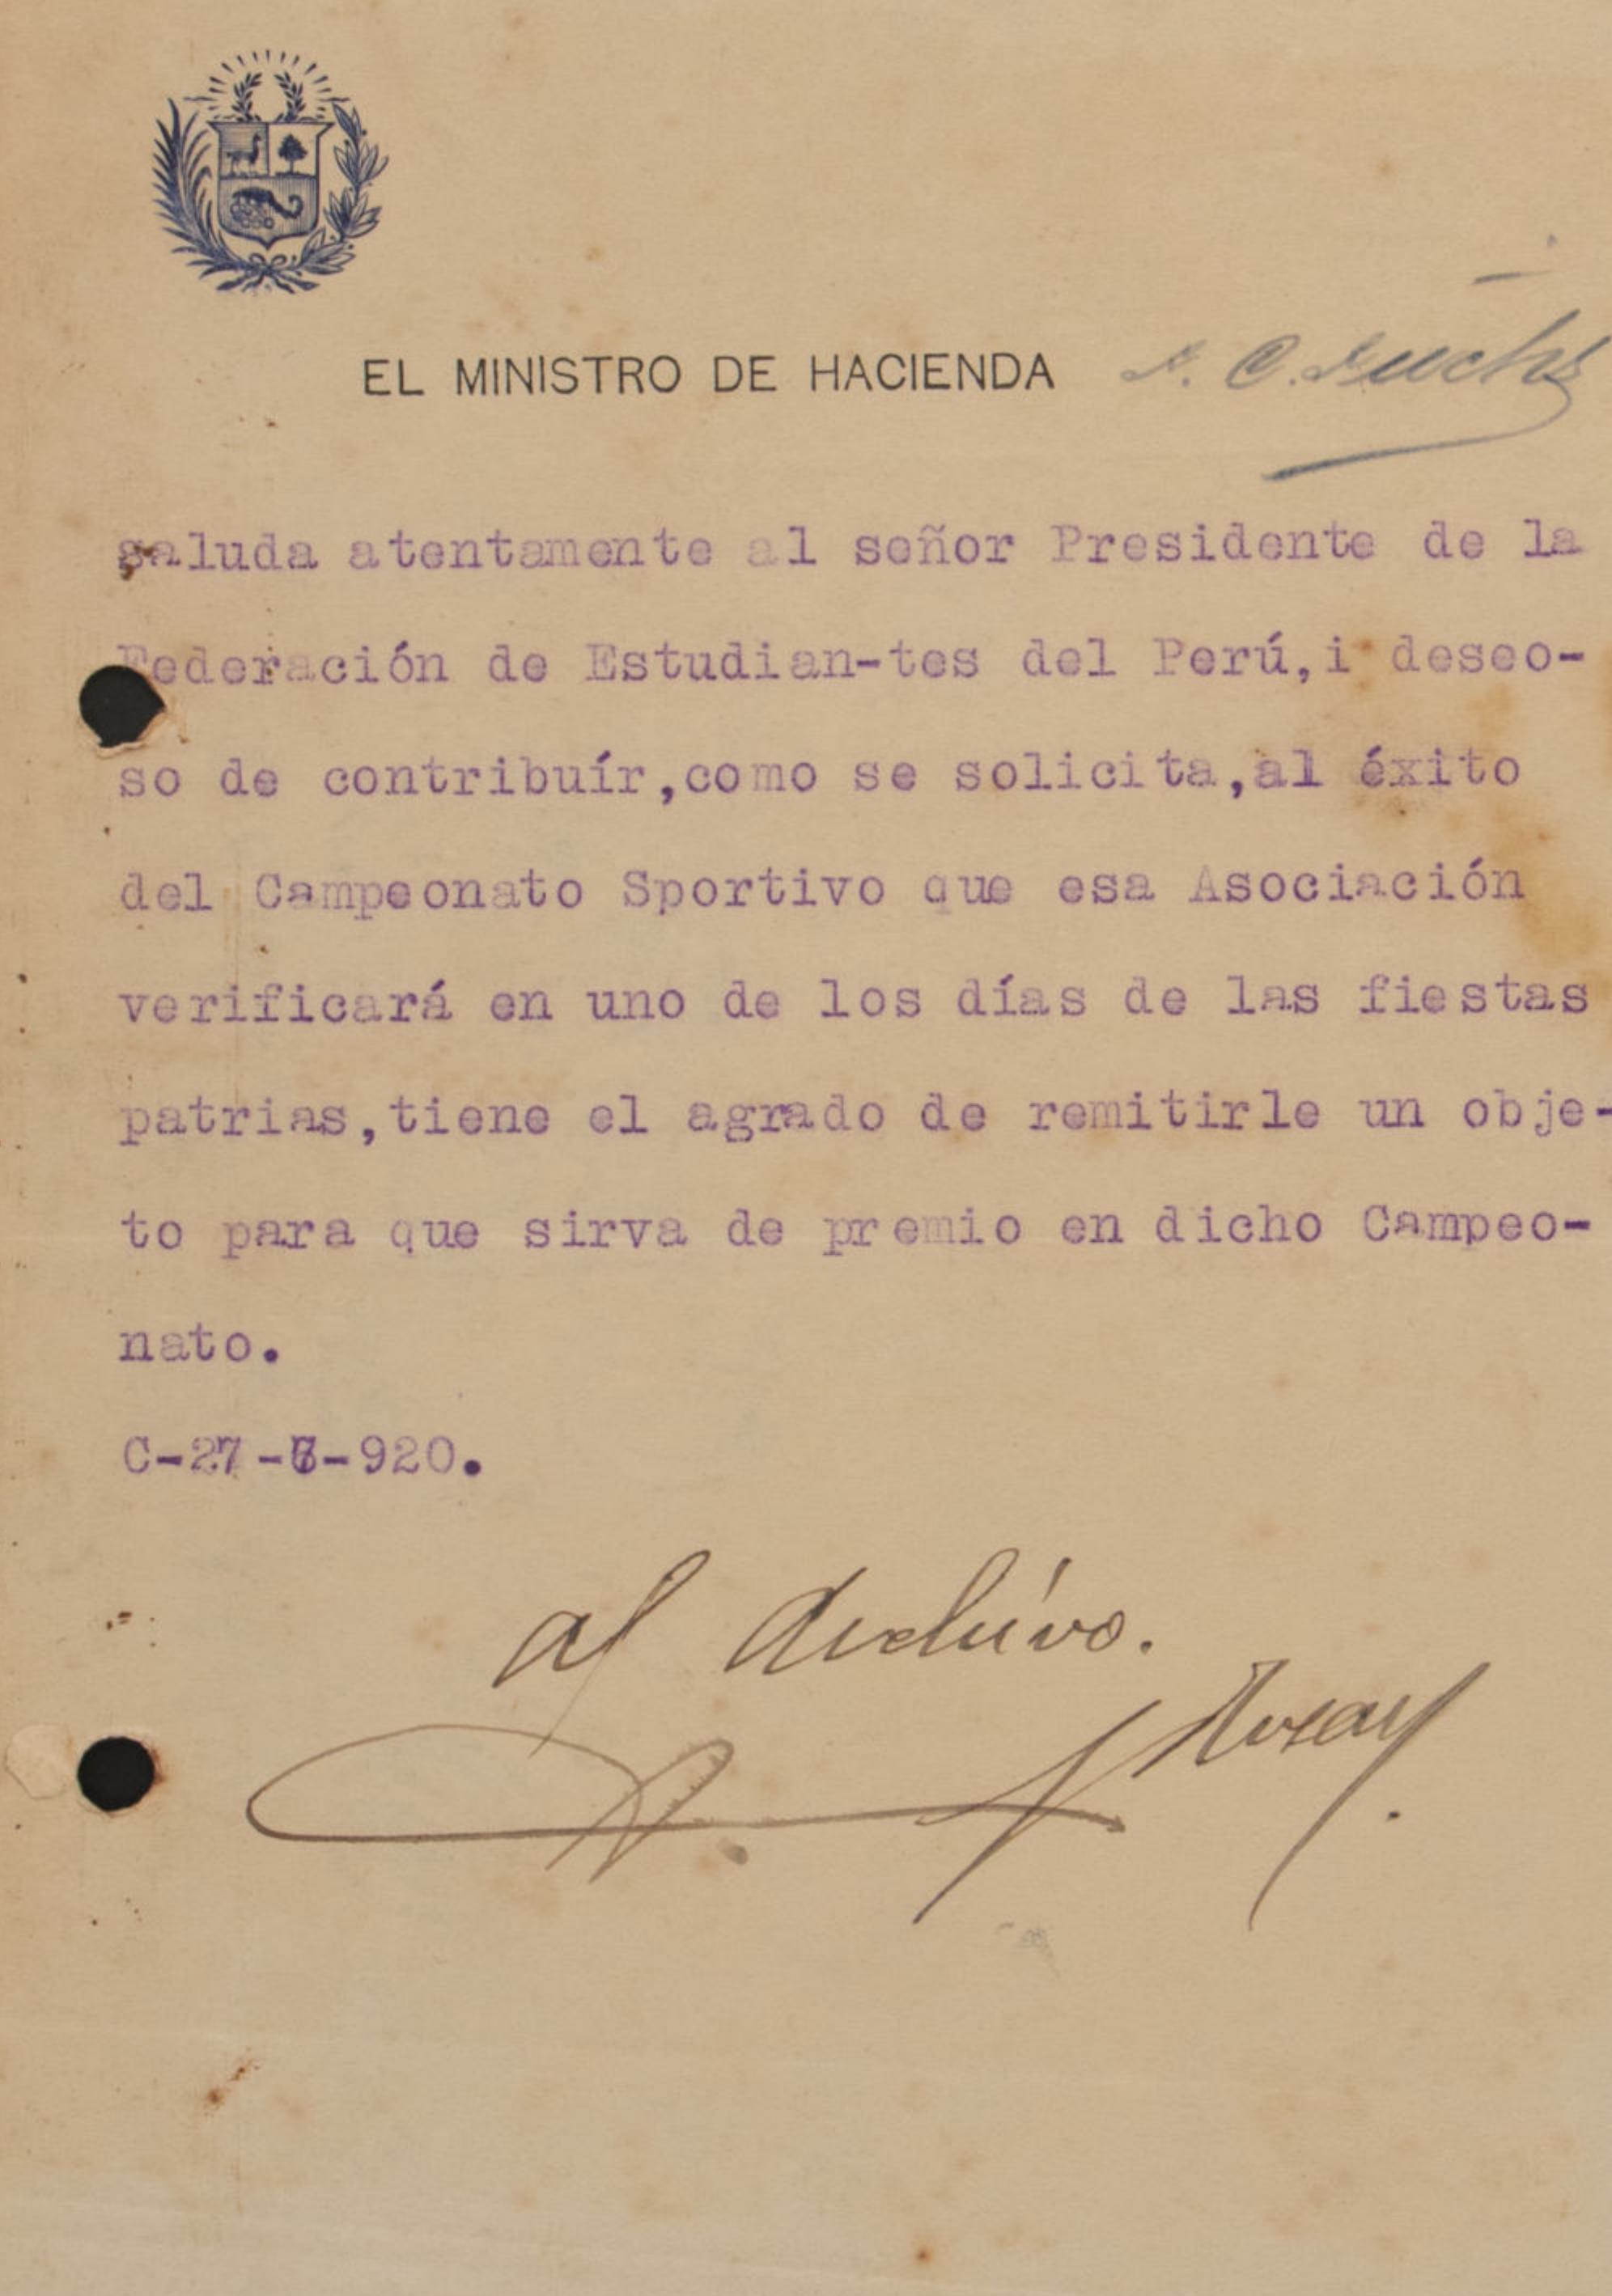 EL MINISTRO DE HACIENDA
saluda atentamente al señor Presidente de la
Federación de Estudian-tes del Perú,i deseo-
so de contribuír,como se solicita,al éxito
del Campeonato Sportivo que esa Asociación
verificará en uno de los días de las fiestas
patrias,tiene el agrado de remitirle un obje-
to para que sirva de premio en dicho Campeo-
nato.
C-27-7-920.
al Archivo.